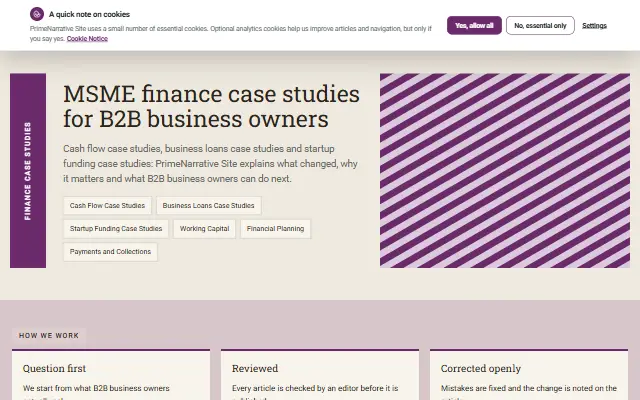 A quick note on cookies
PrimeNarrative Site uses a small number of essential cookies. Optional analytics cookies help us improve articles and navigation, but only if
you say yes. Cookie Notice
Yes, allow all
No, essential only
Settings
FINANCE CASE STUDIES
MSME finance case studies
for B2B business owners
Cash flow case studies, business loans case studies and startup
funding case studies: PrimeNarrative Site explains what changed, why
it matters and what B2B business owners can do next.
Cash Flow Case Studies
Business Loans Case Studies
Startup Funding Case Studies
Working Capital
Financial Planning
Payments and Collections
HOW WE WORK
Question first
We start from what B2B business owners
Reviewed
Every article is checked by an editor before it is
Corrected openly
Mistakes are fixed and the change is noted on the